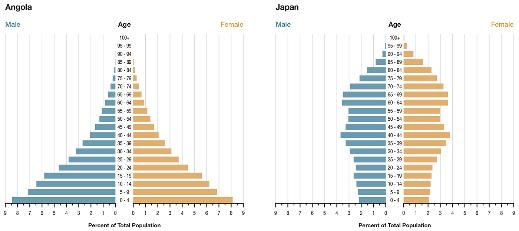 Angola
Male Age Female
100+
95 - 99
90 - 94
85 - 89
80 - 84
75 - 79
70 - 74
65 - 69
60 - 64
55 - 59
50 - 54
45 - 49
40 - 44
35 - 39
30 - 34
25 - 29
20 - 24
15 - 19
10 - 14
5 - 9
0 - 4
9 8 7 6 5 4 3 2 1 0 0 1 2 3 4 5 6 7 8 9
Percent of Total Population
Japan
Male Age Female
100+
95 - 99
90 - 94
85 - 89
80 - 84
75 - 79
70 - 74
65 - 69
60 - 64
55 - 59
50 - 54
45 - 49
40 - 44
35 - 39
30 - 34
25 - 29
20 - 24
15 - 19
10 - 14
5 - 9
0 - 4
9 8 7 6 5 4 3 2 1 0 0 1 2 3 4 5 6 7 8 9
Percent of Total Population